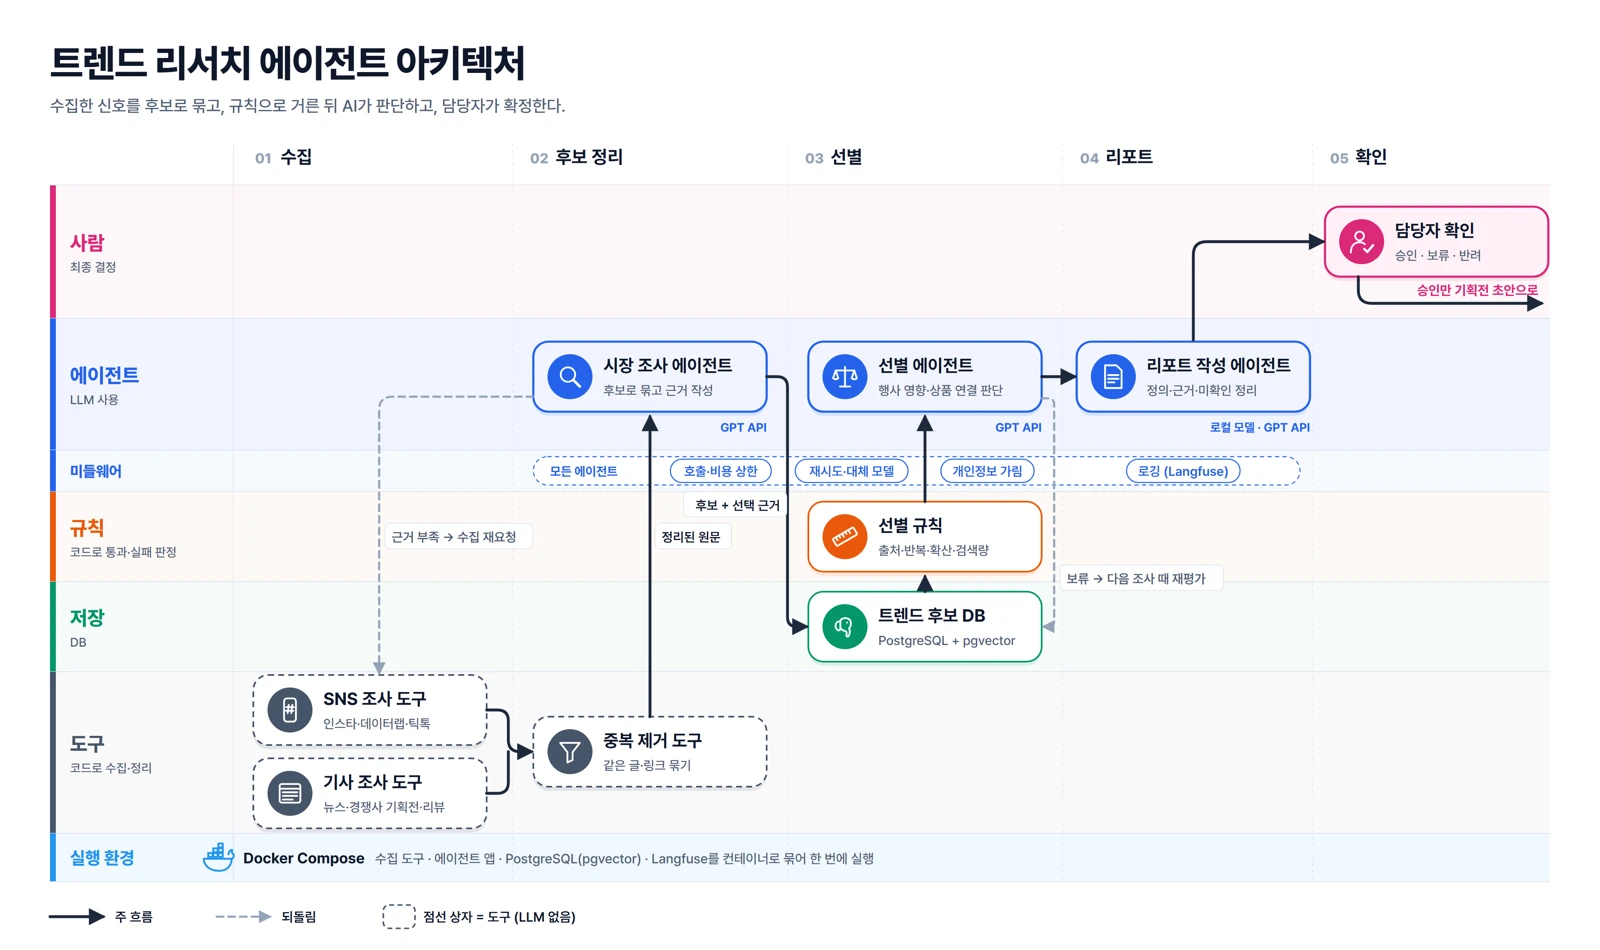 트렌드 리서치 에이전트 아키텍처
수집한 신호를 후보로 묶고, 규칙으로 거른 뒤 AI가 판단하고, 담당자가 확정한다.
01 수집
02 후보 정리
03 선별
04 리포트
05 확인
사람
최종 결정
담당자 확인
승인 · 보류 · 반려
승인만 기획전 초안으로
에이전트
LLM 사용
시장 조사 에이전트
후보로 묶고 근거 작성
GPT API
선별 에이전트
행사 영향·상품 연결 판단
GPT API
리포트 작성 에이전트
정의·근거·미확인 정리
로컬 모델 · GPT API
미들웨어
모든 에이전트
호출·비용 상한
재시도·대체 모델
개인정보 가림
로깅 (Langfuse)
규칙
코드로 통과·실패 판정
후보 + 선택 근거
근거 부족 → 수집 재요청
정리된 원문
선별 규칙
출처·반복·확산·검색량
보류 → 다음 조사 때 재평가
저장
DB
트렌드 후보 DB
PostgreSQL + pgvector
도구
코드로 수집·정리
SNS 조사 도구
인스타·데이터랩·틱톡
기사 조사 도구
뉴스·경쟁사 기획전·리뷰
중복 제거 도구
같은 글·링크 묶기
실행 환경
Docker Compose 수집 도구 · 에이전트 앱 · PostgreSQL(pgvector) · Langfuse를 컨테이너로 묶어 한 번에 실행
주 흐름
되돌림
점선 상자 = 도구 (LLM 없음)